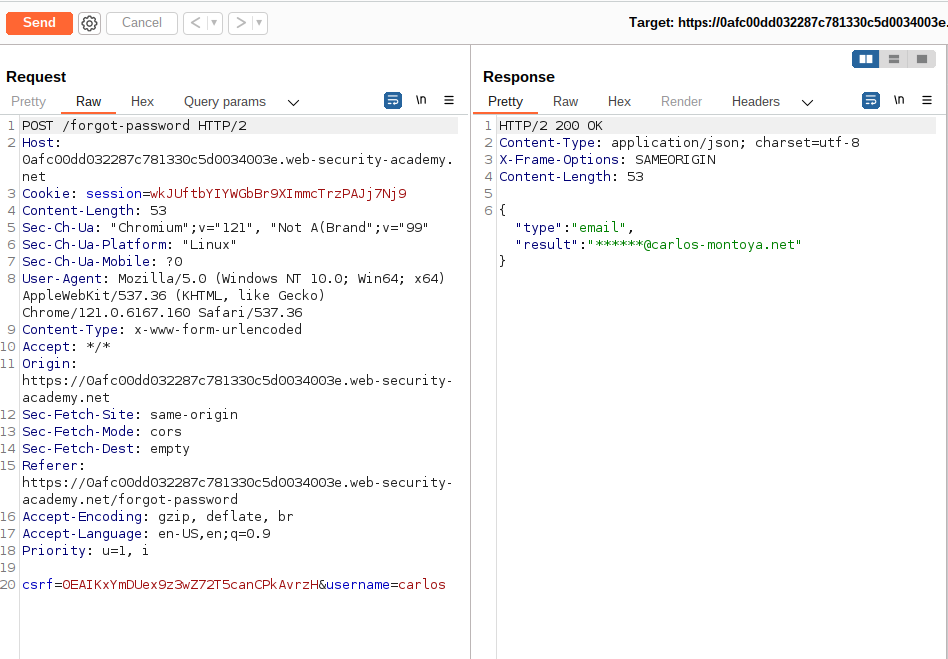 Send
Cancel
Target: https://0afc00dd032287c781330c5d0034003e.
Request
Pretty
Raw
Hex
Query params
\n
1 POST /forgot-password HTTP/2
2 Host:
0afc00dd032287c781330c5d0034003e.web-security-academy.
net
3 Cookie: session=wkJUftbYIYWGbBr9XImmcTrzPAJj7Nj9
4 Content-Length: 53
5 Sec-Ch-Ua: "Chromium";v="121", "Not A(Brand";v="99"
6 Sec-Ch-Ua-Platform: "Linux"
7 Sec-Ch-Ua-Mobile: ?0
8 User-Agent: Mozilla/5.0 (Windows NT 10.0; Win64; x64)
AppleWebKit/537.36 (KHTML, like Gecko)
Chrome/121.0.6167.160 Safari/537.36
9 Content-Type: x-www-form-urlencoded
10 Accept: */*
11 Origin:
https://0afc00dd032287c781330c5d0034003e.web-security-
academy.net
12 Sec-Fetch-Site: same-origin
13 Sec-Fetch-Mode: cors
14 Sec-Fetch-Dest: empty
15 Referer:
https://0afc00dd032287c781330c5d0034003e.web-security-
academy.net/forgot-password
16 Accept-Encoding: gzip, deflate, br
17 Accept-Language: en-US,en;q=0.9
18 Priority: u=1, i
19
20 csrf=0EAIKxYmDUex9z3wZ72T5canCPkAvrzH&username=carlos
Response
Pretty
Raw
Hex
Render
Headers
\n
1 HTTP/2 200 OK
2 Content-Type: application/json; charset=utf-8
3 X-Frame-Options: SAMEORIGIN
4 Content-Length: 53
5
6 {
"type":"email",
"result":"******@carlos-montoya.net"
}